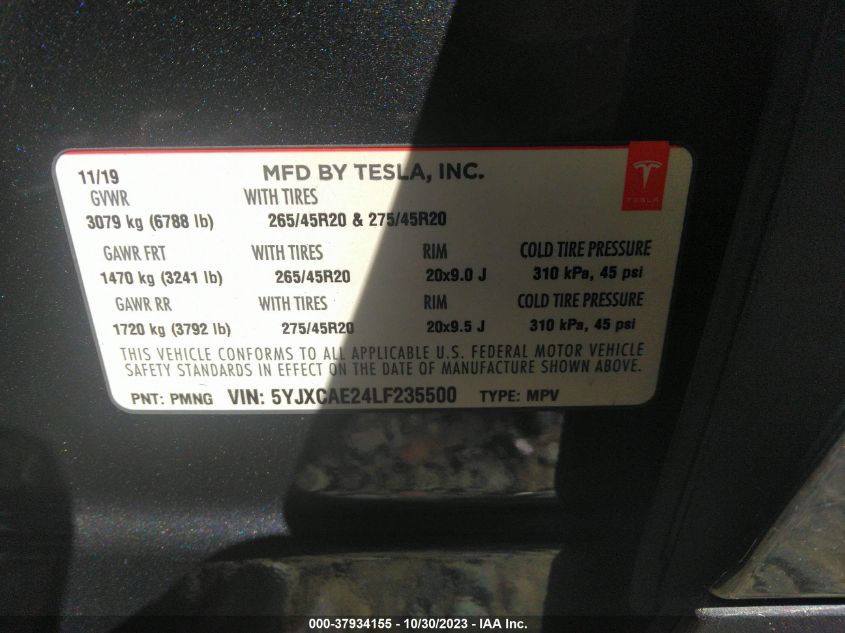 11/19 MFD BY TESLA, INC.
TESLA
GVWR WITH TIRES
3079 kg (6788 lb) 265/45R20 & 275/45R20
GAWR FRT WITH TIRES RIM COLD TIRE PRESSURE
1470 kg (3241 lb) 265/45R20 20x9.0 J 310 kPa, 45 psi
GAWR RR WITH TIRES RIM COLD TIRE PRESSURE
1720 kg (3792 lb) 275/45R20 20x9.5 J 310 kPa, 45 psi
THIS VEHICLE CONFORMS TO ALL APPLICABLE U.S. FEDERAL MOTOR VEHICLE
SAFETY STANDARDS IN EFFECT ON THE DATE OF MANUFACTURE SHOWN ABOVE.
PNT: PMNG VIN: 5YJXCAE24LF235500 TYPE: MPV
000-37934155 - 10/30/2023 - IAA Inc.